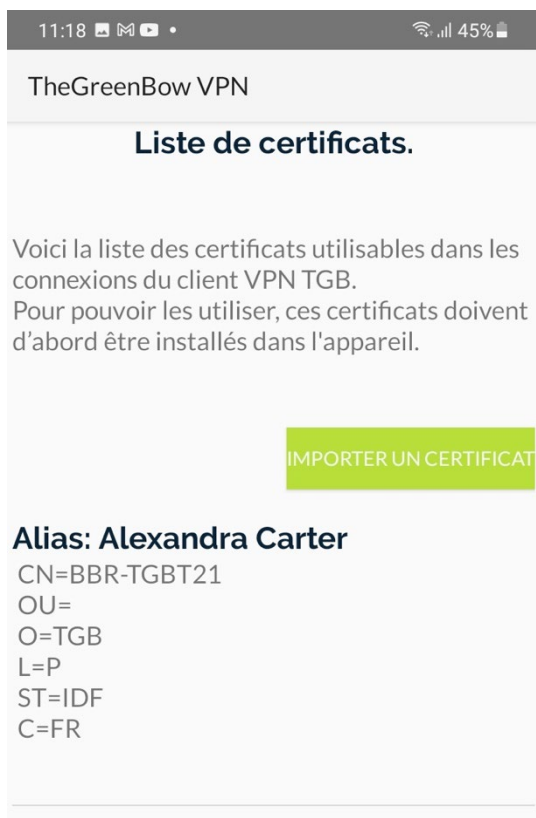 11:18 • 45%
TheGreenBow VPN
Liste de certificats.
Voici la liste des certificats utilisables dans les
connexions du client VPN TGB.
Pour pouvoir les utiliser, ces certificats doivent
d’abord être installés dans l'appareil.
IMPORTER UN CERTIFICAT
Alias: Alexandra Carter
CN=BBR-TGBT21
OU=
O=TGB
L=P
ST=IDF
C=FR